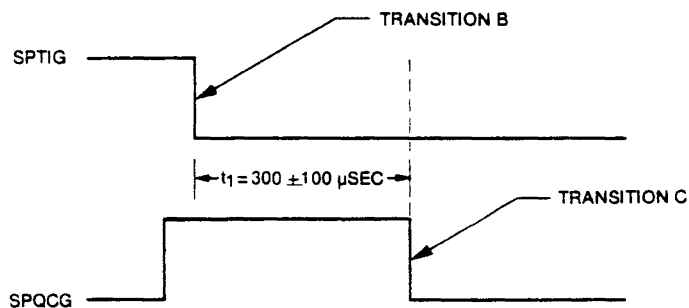 TRANSITION B
SPTIG
t1 = 300 ±100 µSEC
TRANSITION C
SPQCG